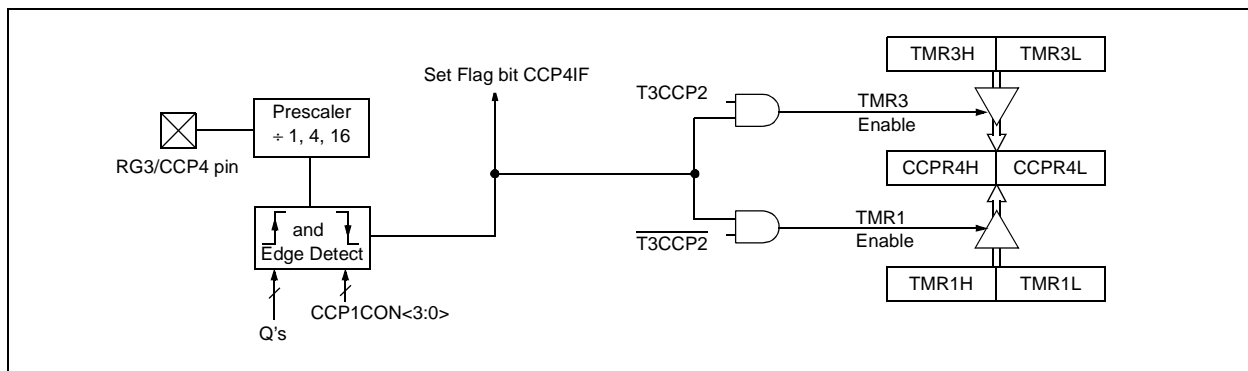 TMR3H TMR3L
Set Flag bit CCP4IF
T3CCP2
TMR3
Enable
Prescaler
÷ 1, 4, 16
RG3/CCP4 pin
CCPR4H CCPR4L
and
Edge Detect
TMR1
Enable
T3CCP2
TMR1H TMR1L
CCP1CON<3:0>
Q's